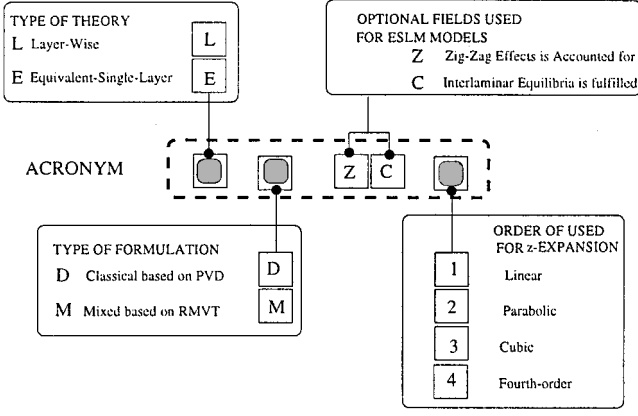 TYPE OF THEORY
L Layer-Wise
L
E Equivalent-Single-Layer
E
OPTIONAL FIELDS USED
FOR ESLM MODELS
Z Zig-Zag Effects is Accounted for
C Interlaminar Equilibria is fulfilled
ACRONYM
Z C
TYPE OF FORMULATION
D Classical based on PVD
D
M Mixed based on RMVT
M
ORDER OF USED
FOR z-EXPANSION
1 Linear
2 Parabolic
3 Cubic
4 Fourth-order